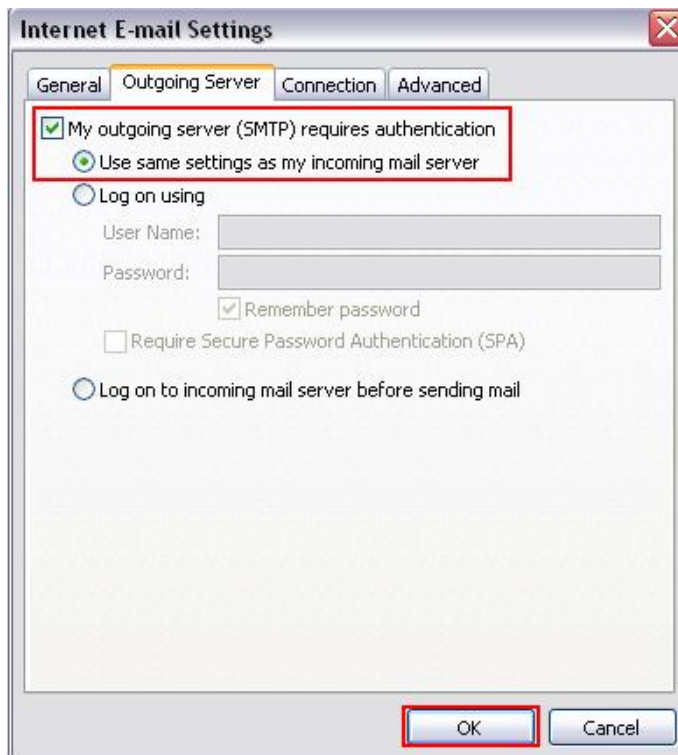 Internet E-mail Settings
General Outgoing Server Connection Advanced
My outgoing server (SMTP) requires authentication
Use same settings as my incoming mail server
Log on using
User Name:
Password:
Remember password
Require Secure Password Authentication (SPA)
Log on to incoming mail server before sending mail
OK Cancel